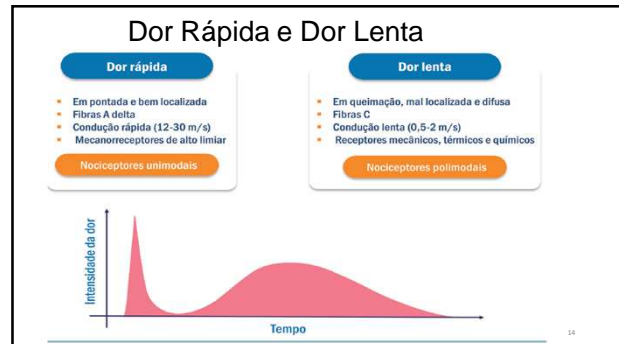 Dor Rápida e Dor Lenta
Dor rápida
Em pontada e bem localizada
Fibras A delta
Condução rápida (12-30 m/s)
Mecanorreceptores de alto limiar
Nociceptores unimodais
Dor lenta
Em queimação, mal localizada e difusa
Fibras C
Condução lenta (0,5-2 m/s)
Receptores mecânicos, térmicos e químicos
Nociceptores polimodais
Intensidade da dor
Tempo
14